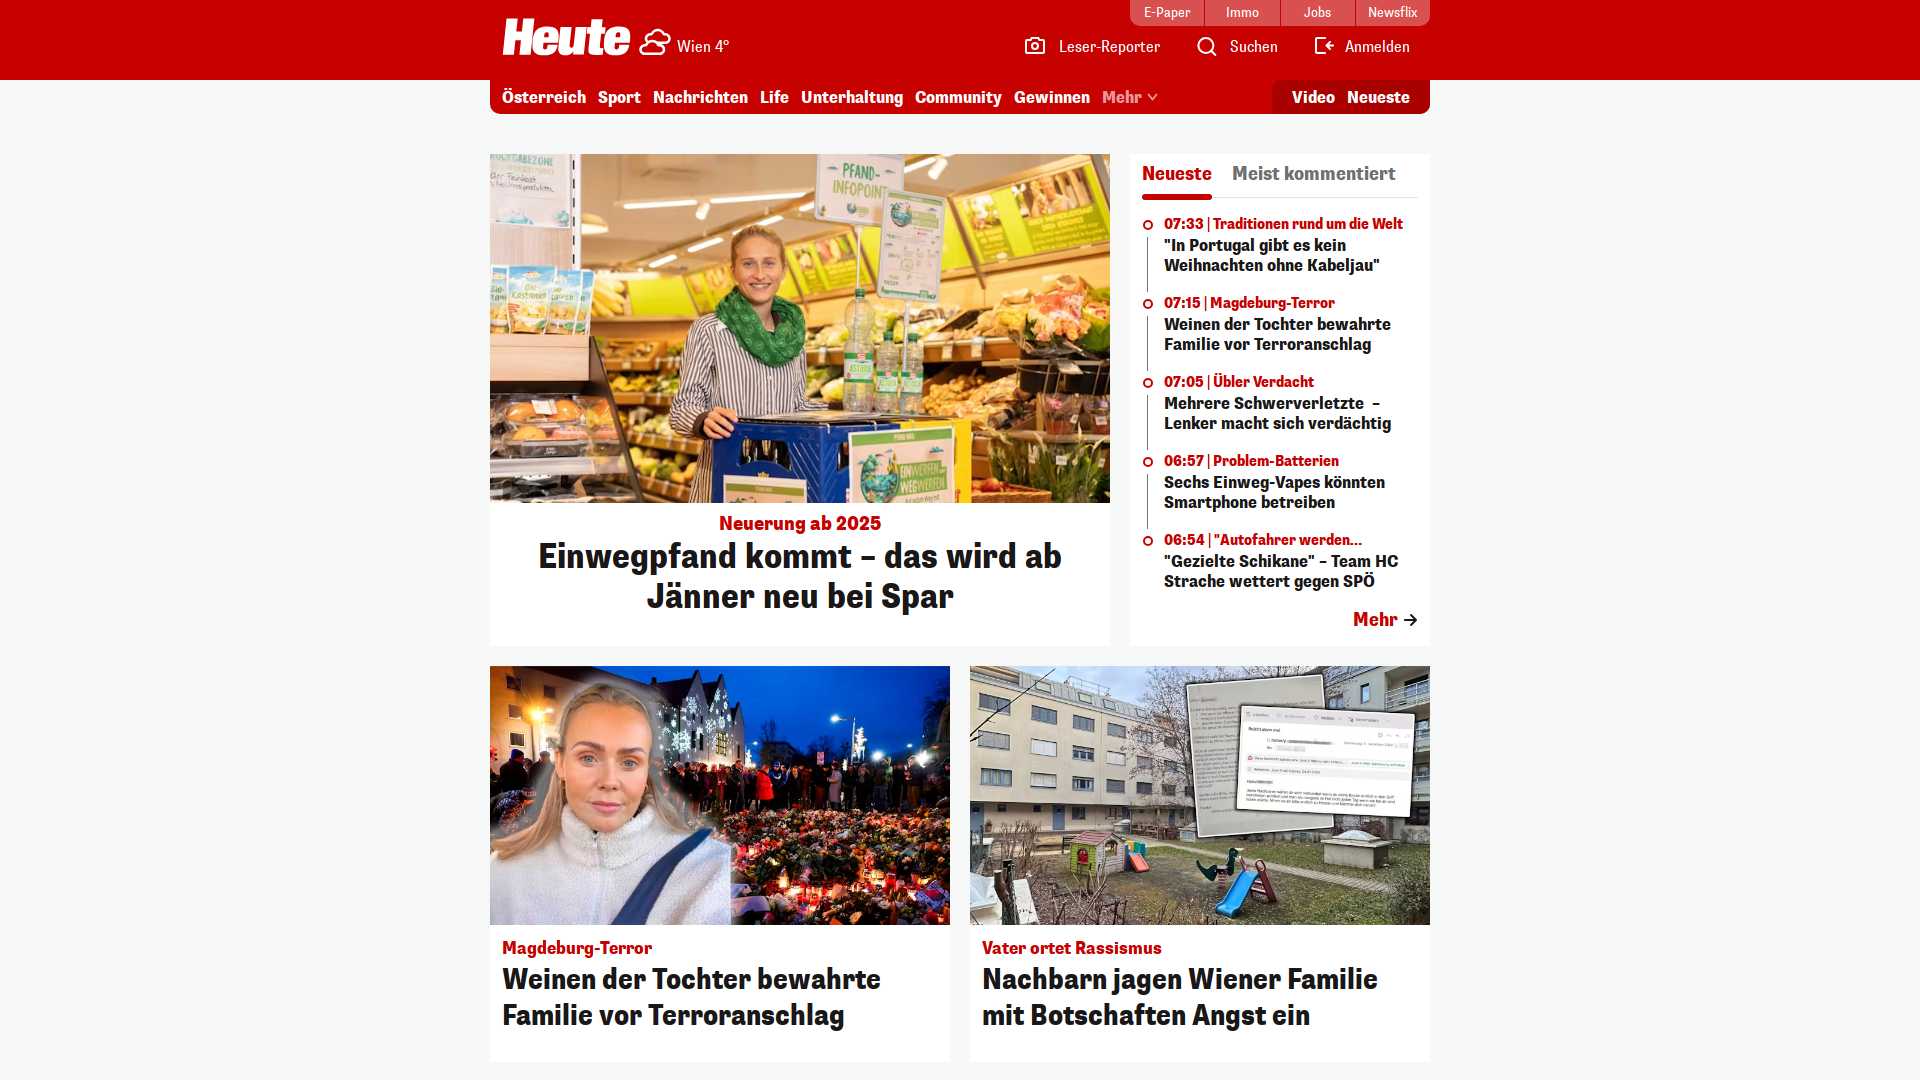 E-Paper
Immo
Jobs
Newsflix
Heute
Wien 4°
Leser-Reporter
Suchen
Anmelden
Österreich
Sport
Nachrichten
Life
Unterhaltung
Community
Gewinnen
Mehr
Video
Neueste
PFAND-
INFOPOINT
EINWERFEN
WEGWERFEN
Neuerung ab 2025
Einwegpfand kommt – das wird ab
Jänner neu bei Spar
Neueste
Meist kommentiert
07:33 | Traditionen rund um die Welt
"In Portugal gibt es kein
Weihnachten ohne Kabeljau"
07:15 | Magdeburg-Terror
Weinen der Tochter bewahrte
Familie vor Terroranschlag
07:05 | Übler Verdacht
Mehrere Schwerverletzte –
Lenker macht sich verdächtig
06:57 | Problem-Batterien
Sechs Einweg-Vapes könnten
Smartphone betreiben
06:54 | "Autofahrer werden...
"Gezielte Schikane" – Team HC
Strache wettert gegen SPÖ
Mehr
Magdeburg-Terror
Weinen der Tochter bewahrte
Familie vor Terroranschlag
Vater ortet Rassismus
Nachbarn jagen Wiener Familie
mit Botschaften Angst ein